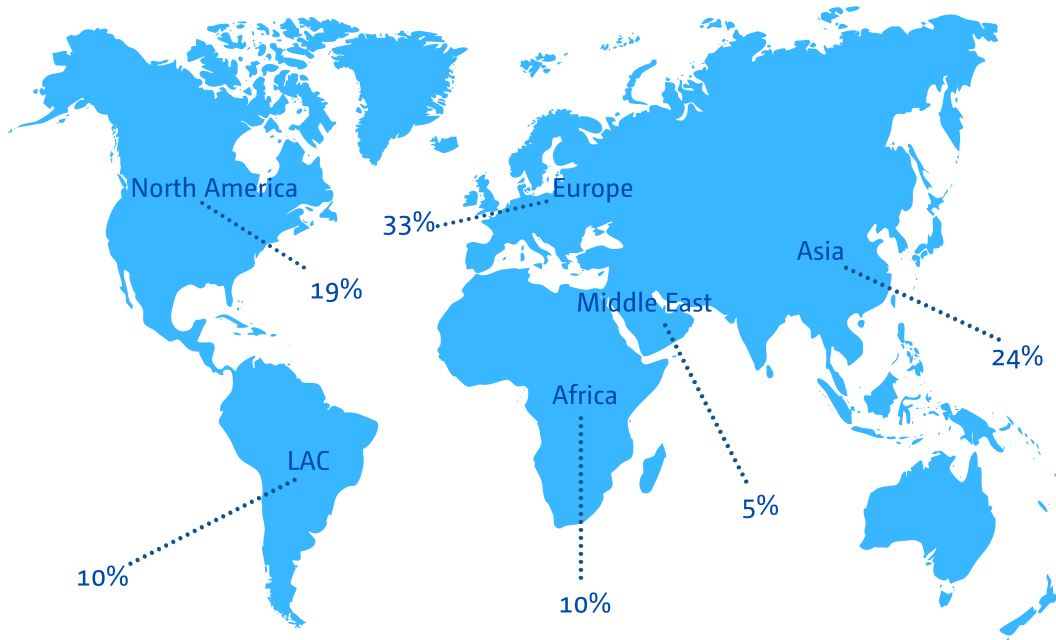 North America
Europe
33%
Asia
19%
Middle East
24%
Africa
LAC
5%
10%
10%